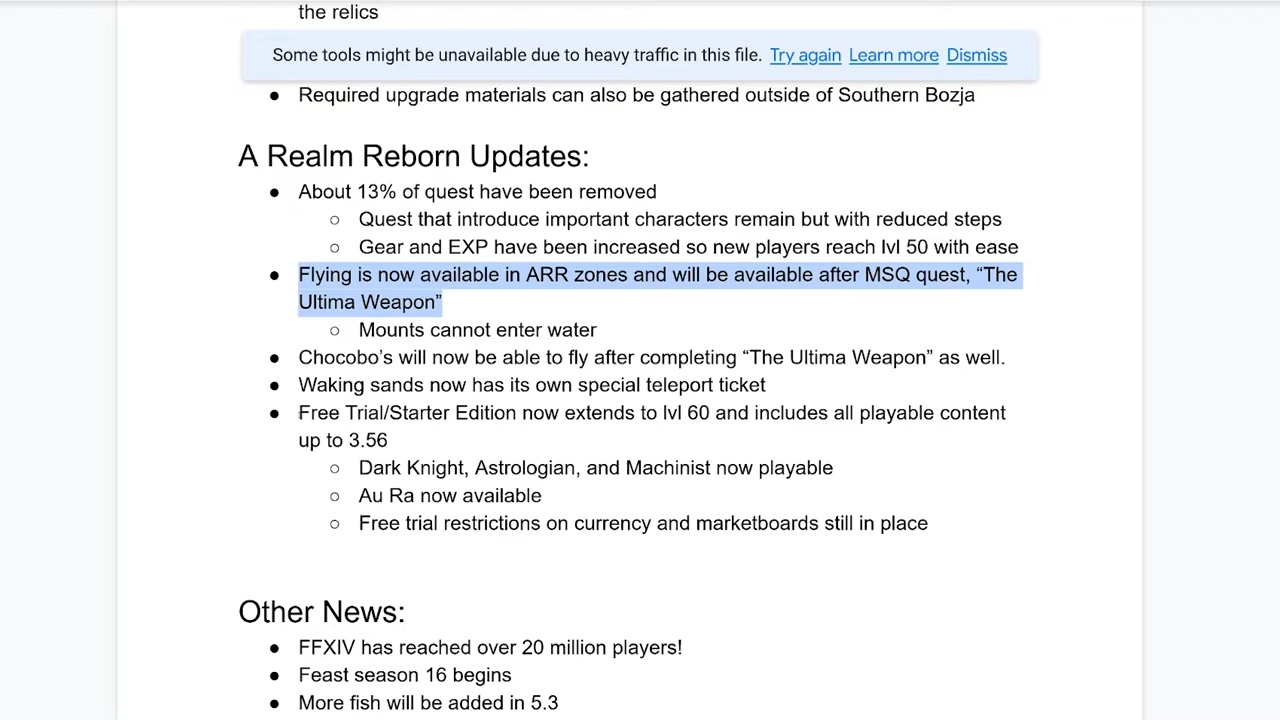 the relics
Some tools might be unavailable due to heavy traffic in this file. Try again Learn more Dismiss
● Required upgrade materials can also be gathered outside of Southern Bozja
A Realm Reborn Updates:
● About 13% of quest have been removed
○ Quest that introduce important characters remain but with reduced steps
○ Gear and EXP have been increased so new players reach lvl 50 with ease
● Flying is now available in ARR zones and will be available after MSQ quest, “The
Ultima Weapon”
○ Mounts cannot enter water
● Chocobo’s will now be able to fly after completing “The Ultima Weapon” as well.
● Waking sands now has its own special teleport ticket
● Free Trial/Starter Edition now extends to lvl 60 and includes all playable content
up to 3.56
○ Dark Knight, Astrologian, and Machinist now playable
○ Au Ra now available
○ Free trial restrictions on currency and marketboards still in place
Other News:
● FFXIV has reached over 20 million players!
● Feast season 16 begins
● More fish will be added in 5.3